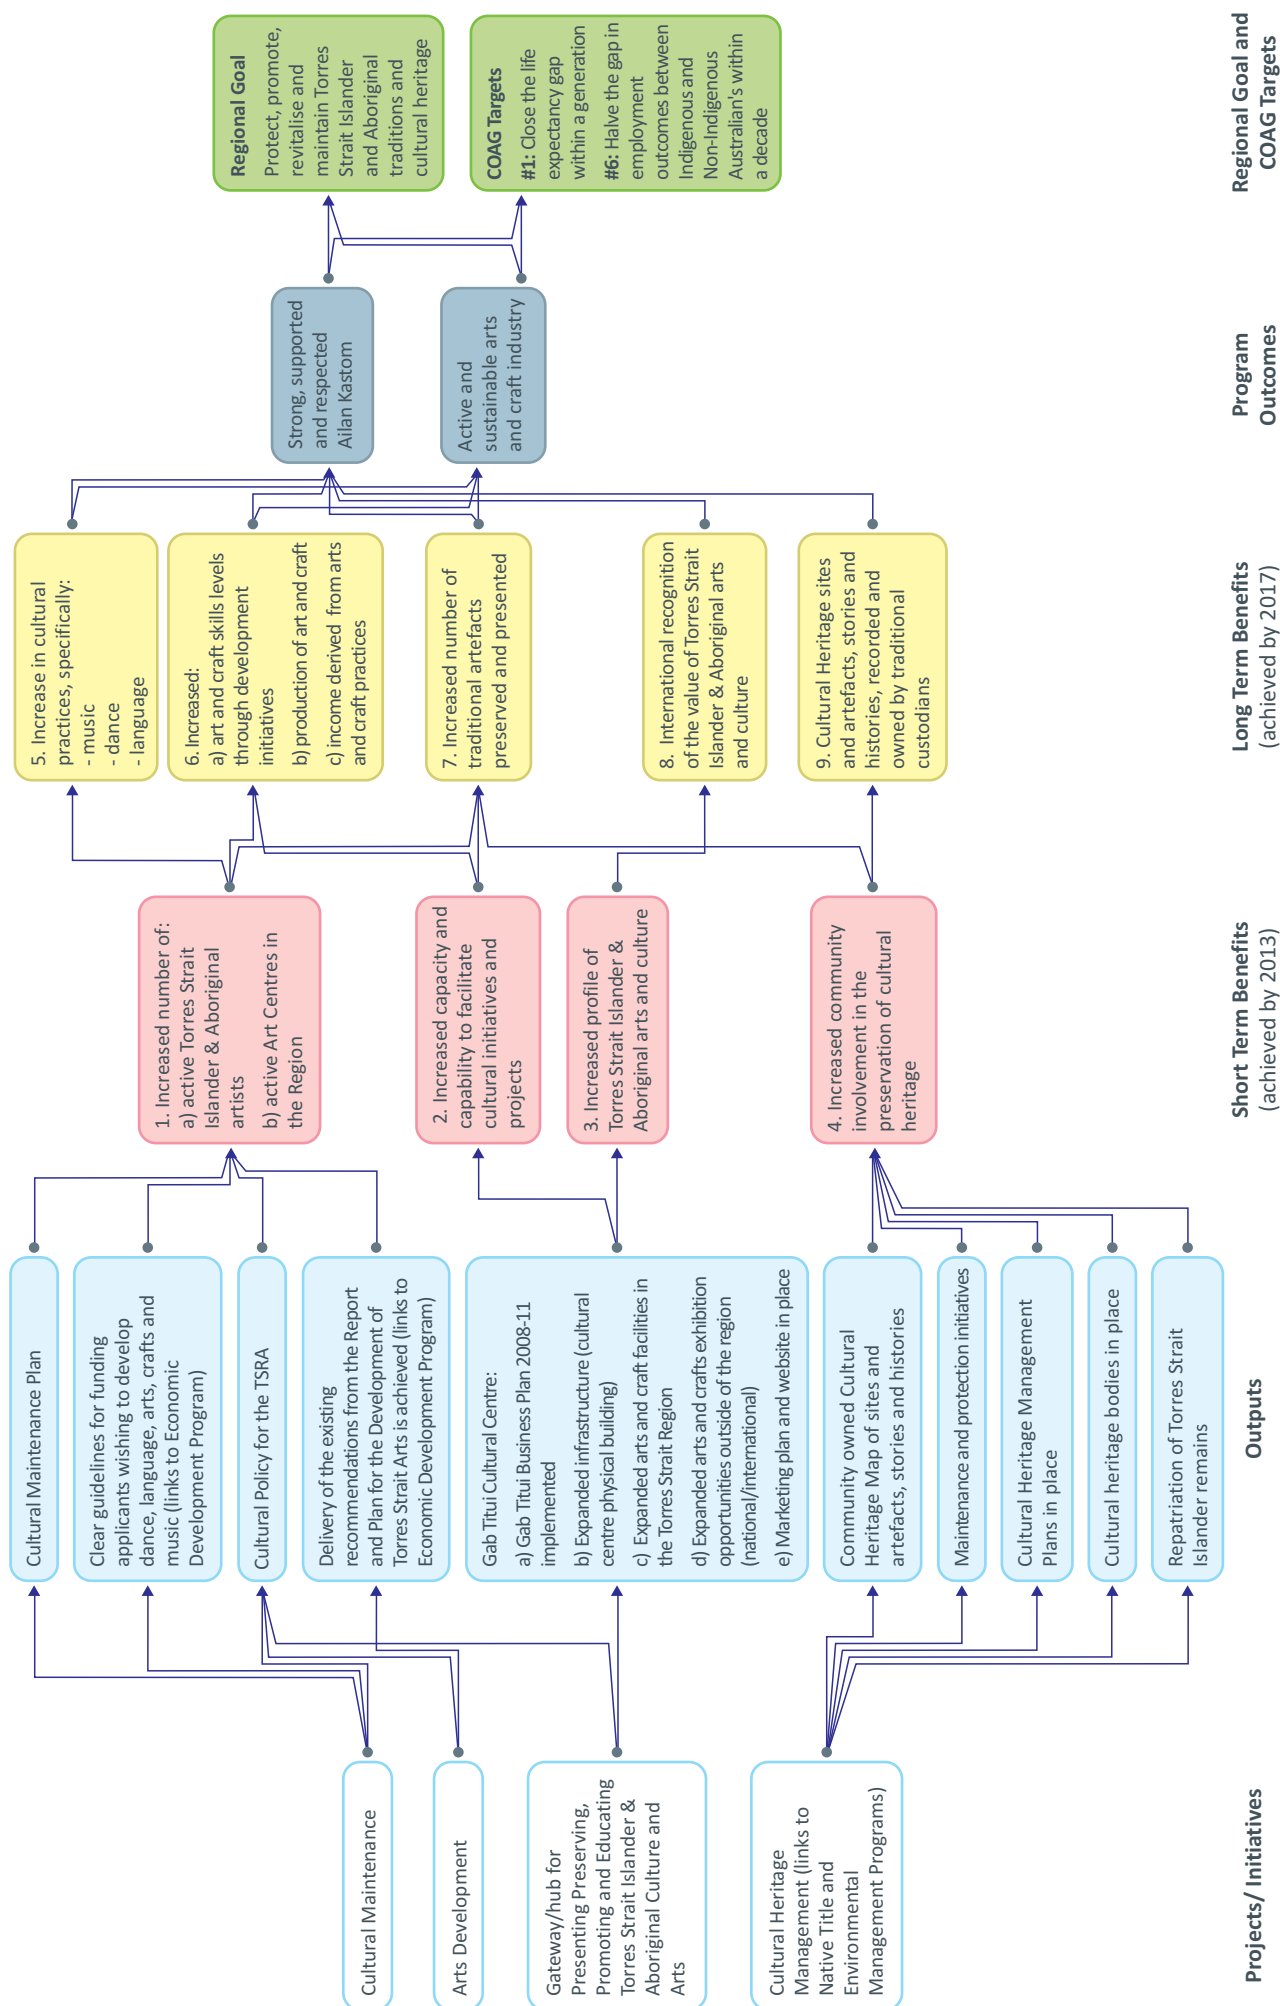 Projects/ Initiatives
Cultural Maintenance
Arts Development
Gateway/hub for
Presenting Preserving,
Promoting and Educating
Torres Strait Islander &
Aboriginal Culture and
Arts
Cultural Heritage
Management (links to
Native Title and
Environmental
Management Programs)
Outputs
Cultural Maintenance Plan
Clear guidelines for funding
applicants wishing to develop
dance, language, arts, crafts and
music (links to Economic
Development Program)
Cultural Policy for the TSRA
Delivery of the existing
recommendations from the Report
and Plan for the Development of
Torres Strait Arts is achieved (links to
Economic Development Program)
Gab Titui Cultural Centre:
a) Gab Titui Business Plan 2008-11
implemented
b) Expanded infrastructure (cultural
centre physical building)
c) Expanded arts and craft facilities in
the Torres Strait Region
d) Expanded arts and crafts exhibition
opportunities outside of the region
(national/international)
e) Marketing plan and website in place
Community owned Cultural
Heritage Map of sites and
artefacts, stories and histories
Maintenance and protection initiatives
Cultural Heritage Management
Plans in place
Cultural heritage bodies in place
Repatriation of Torres Strait
Islander remains
Short Term Benefits
(achieved by 2013)
1. Increased number of:
a) active Torres Strait
Islander & Aboriginal
artists
b) active Art Centres in
the Region
2. Increased capacity and
capability to facilitate
cultural initiatives and
projects
3. Increased profile of
Torres Strait Islander &
Aboriginal arts and culture
4. Increased community
involvement in the
preservation of cultural
heritage
Long Term Benefits
(achieved by 2017)
5. Increase in cultural
practices, specifically:
- music
- dance
- language
6. Increased:
a) art and craft skills levels
through development
initiatives
b) production of art and craft
c) income derived from arts
and craft practices
7. Increased number of
traditional artefacts
preserved and presented
8. International recognition
of the value of Torres Strait
Islander & Aboriginal arts
and culture
9. Cultural Heritage sites
and artefacts, stories and
histories, recorded and
owned by traditional
custodians
Program
Outcomes
Strong, supported
and respected
Ailan Kastom
Active and
sustainable arts
and craft industry
Regional Goal and
COAG Targets
Regional Goal
Protect, promote,
revitalise and
maintain Torres
Strait Islander
and Aboriginal
traditions and
cultural heritage
COAG Targets
#1: Close the life
expectancy gap
within a generation
#6: Halve the gap in
employment
outcomes between
Indigenous and
Non-Indigenous
Australian's within
a decade